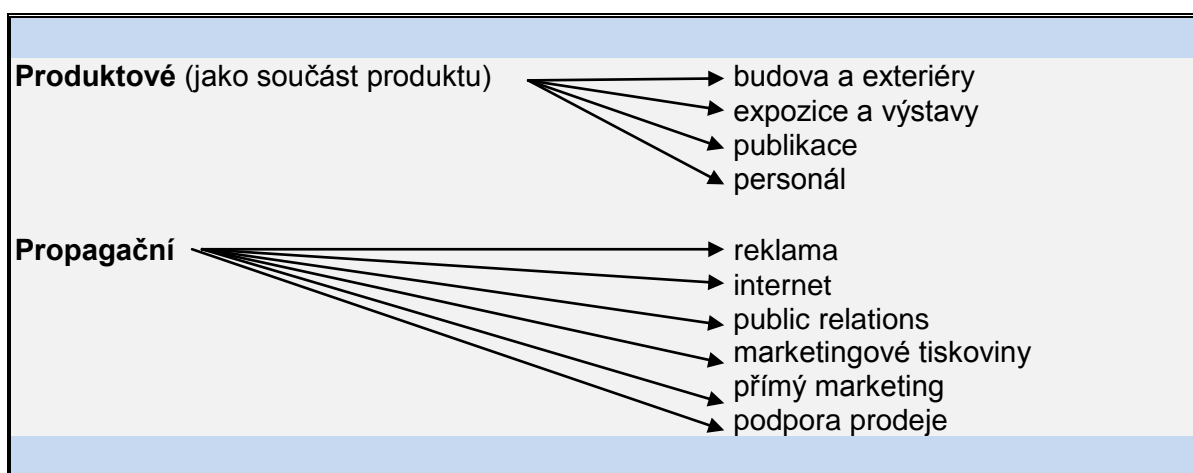 Produktové (jako součást produktu)
budova a exteriéry
expozice a výstavy
publikace
personál
Propagační
reklama
internet
public relations
marketingové tiskoviny
přímý marketing
podpora prodeje